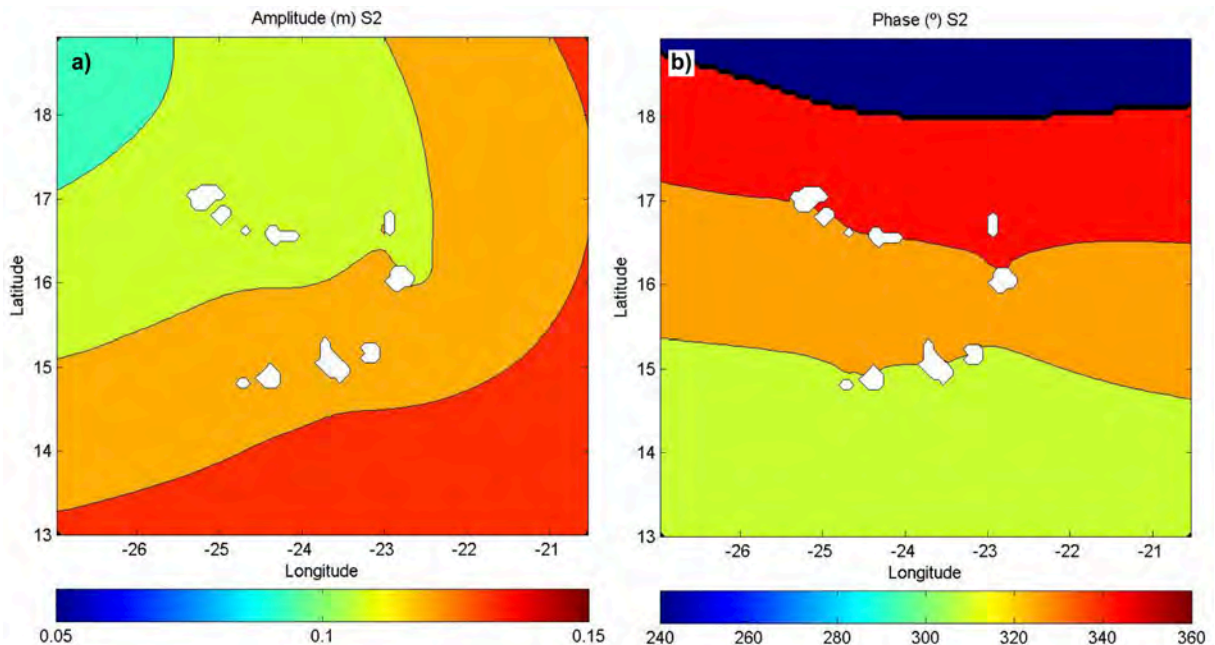 Amplitude (m) S2
a)
18
17
16
15
14
13
Latitude
-26 -25 -24 -23 -22 -21
Longitude
0.05 0.1 0.15
Phase (º) S2
b)
18
17
16
15
14
13
Latitude
-26 -25 -24 -23 -22 -21
Longitude
240 260 280 300 320 340 360